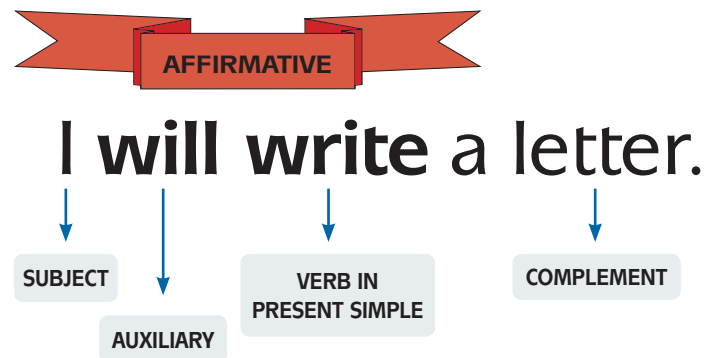 AFFIRMATIVE
I will write a letter.
SUBJECT
VERB IN
PRESENT SIMPLE
COMPLEMENT
AUXILIARY